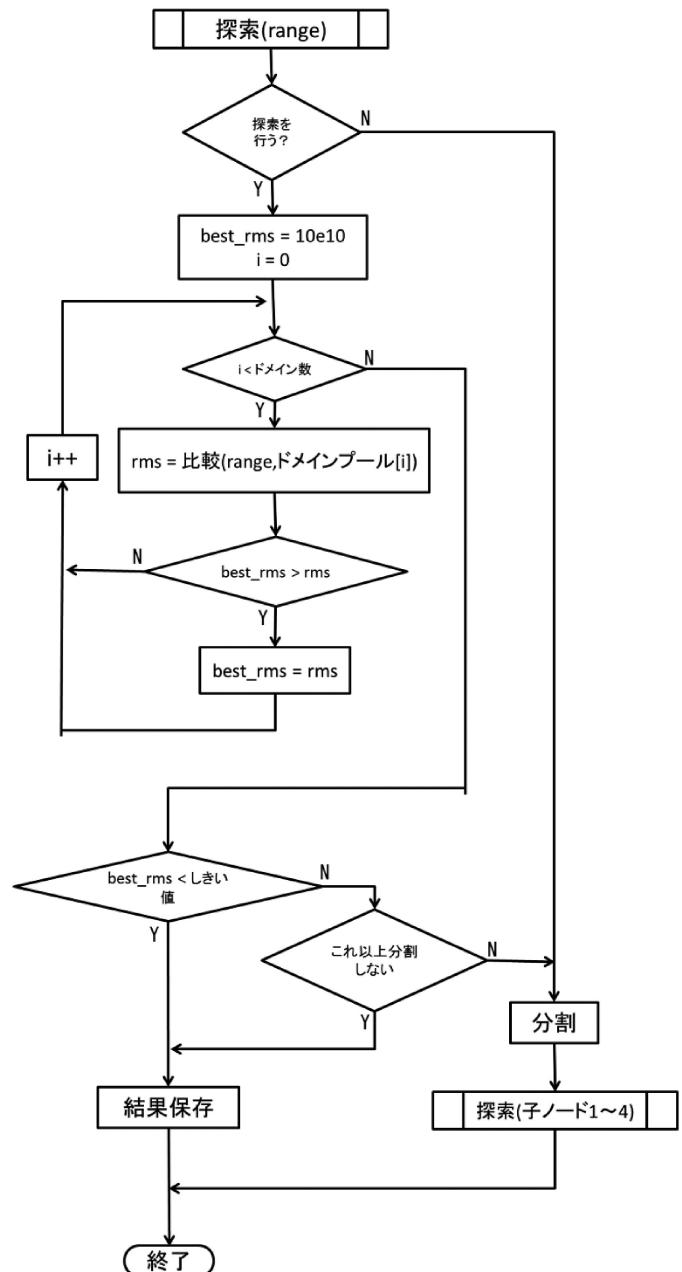 探索(range)
探索を
行う?
N
Y
best_rms = 10e10
i = 0
i < ドメイン数
N
Y
i++
rms = 比較(range,ドメインプール[i])
N
best_rms > rms
Y
best_rms = rms
best_rms < しきい
値
N
Y
これ以上分割
しない
N
Y
分割
結果保存
探索(子ノード1～4)
終了